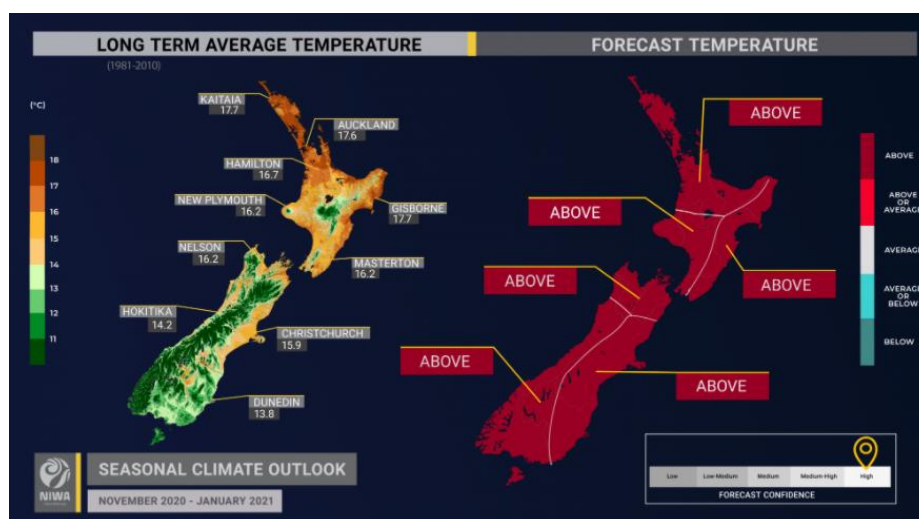 LONG TERM AVERAGE TEMPERATURE
(1981-2010)
(°C)
18
17
16
15
14
13
12
11
KAITAIA
17.7
AUCKLAND
17.6
HAMILTON
16.7
NEW PLYMOUTH
16.2
GISBORNE
17.7
NELSON
16.2
MASTERTON
16.2
HOKITIKA
14.2
CHRISTCHURCH
15.9
DUNEDIN
13.8
NIWA
SEASONAL CLIMATE OUTLOOK
NOVEMBER 2020 - JANUARY 2021
FORECAST TEMPERATURE
ABOVE
ABOVE
ABOVE
ABOVE
ABOVE
ABOVE
ABOVE
ABOVE
OR
AVERAGE
AVERAGE
AVERAGE
OR
BELOW
BELOW
Low
Low-Medium
Medium
Medium-High
High
FORECAST CONFIDENCE